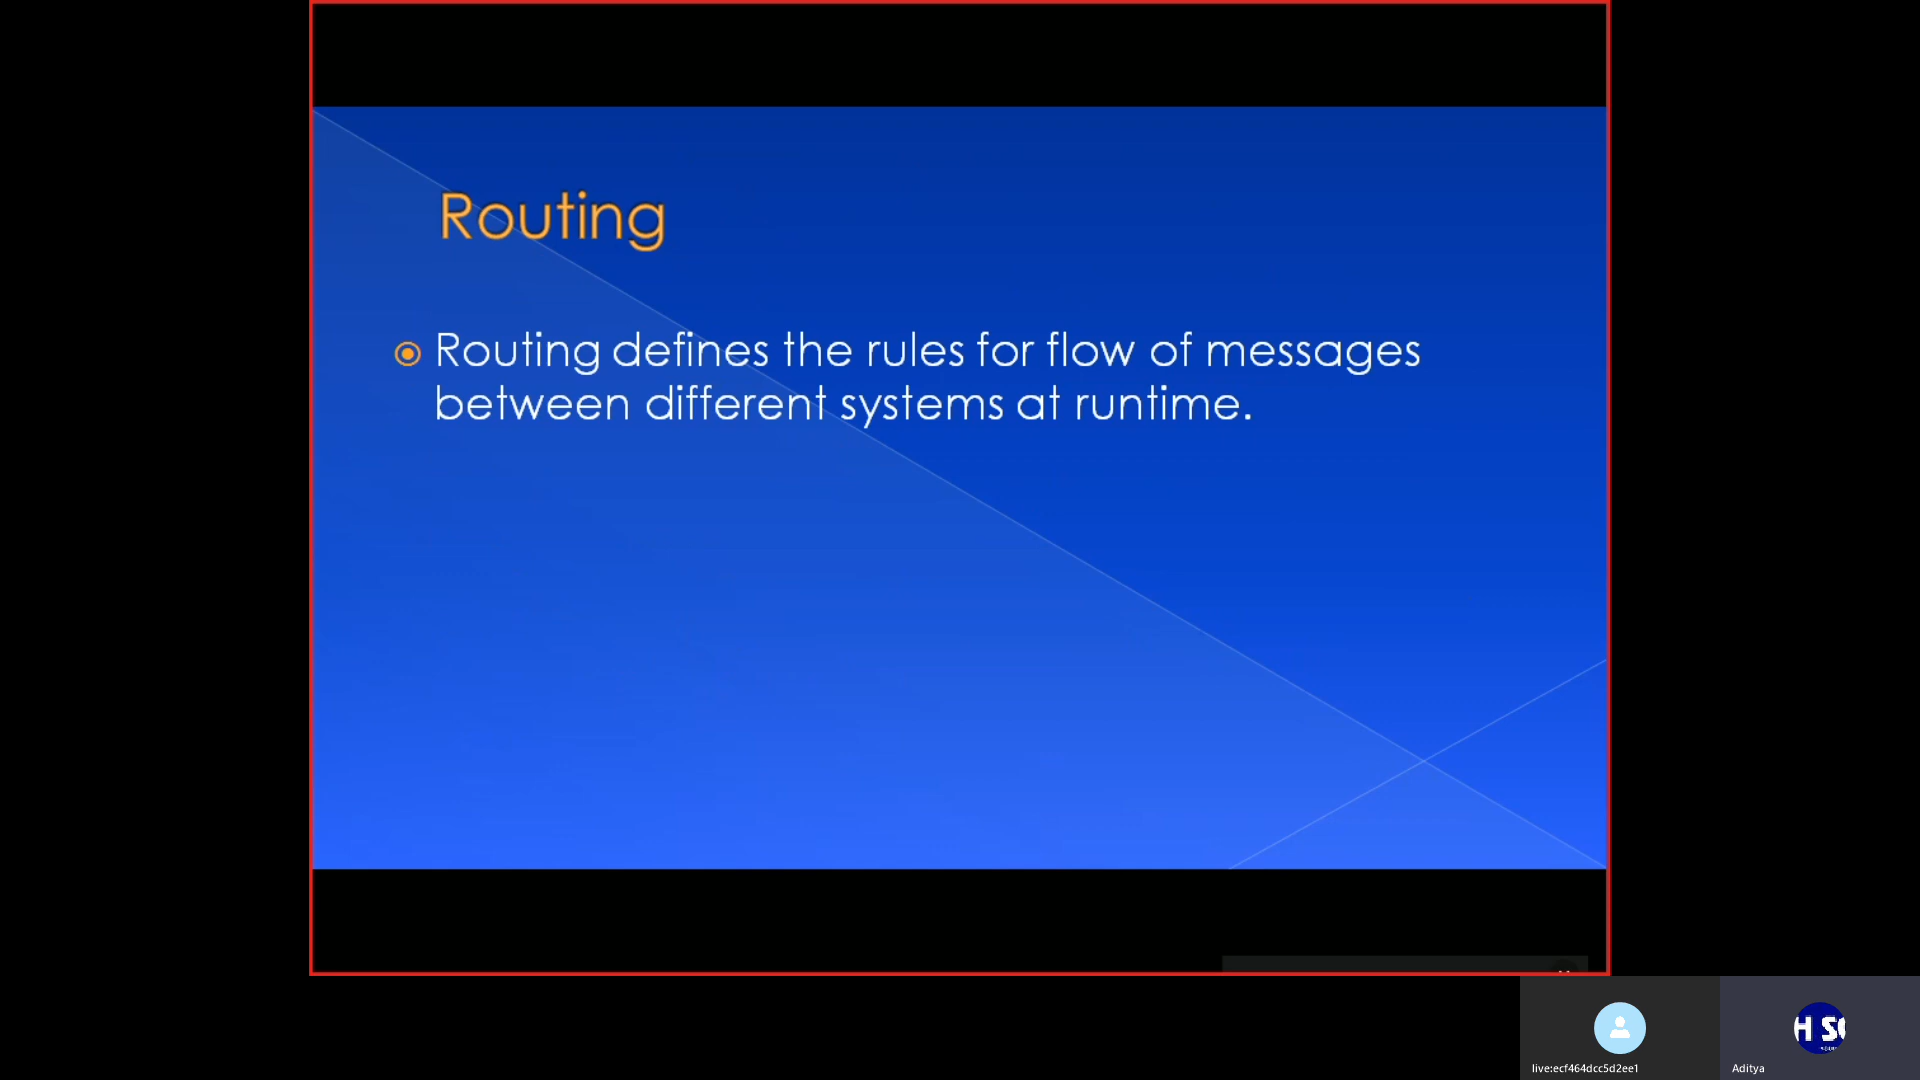 Routing
Routing defines the rules for flow of messages
between different systems at runtime.
live:ecf464dcc5d2ee1
Aditya